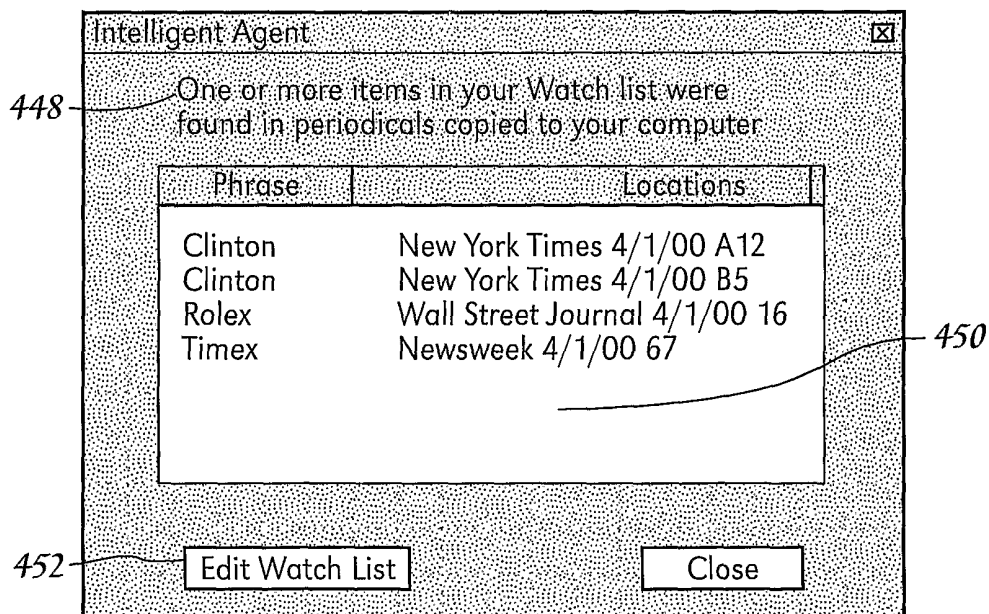 Intelligent Agent
448
One or more items in your Watch list were
found in periodicals copied to your computer
Phrase Locations
Clinton New York Times 4/1/00 A12
Clinton New York Times 4/1/00 B5
Rolex Wall Street Journal 4/1/00 16
Timex Newsweek 4/1/00 67
450
452
Edit Watch List Close